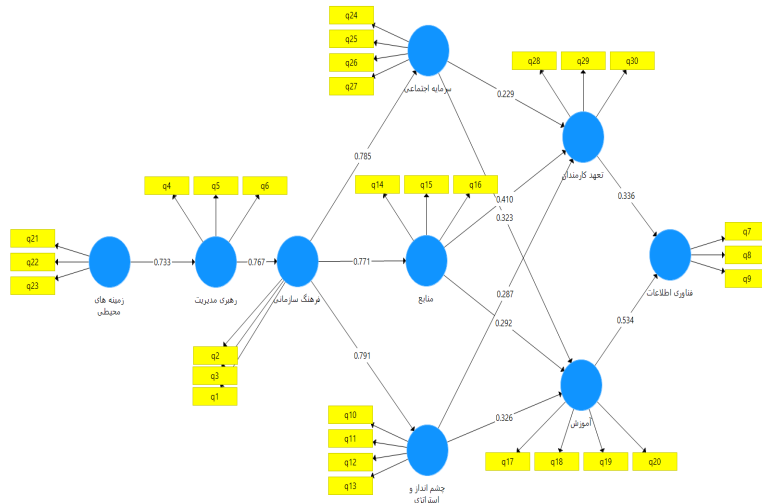 q24
q25
q26
q27
سرمایه اجتماعی
q28
q29
q30
تعهد کارمندان
0.229
0.785
0.410
0.323
0.336
q4
q5
q6
q14
q15
q16
q21
q22
q23
زمینه های
محیطی
0.733
رهبری مدیریت
0.767
فرهنگ سازمانی
0.771
منابع
q7
q8
q9
فناوری اطلاعات
0.287
0.292
0.534
q2
q3
q1
0.791
0.326
q10
q11
q12
q13
چشم انداز و
استراتژی
آموزش
q17
q18
q19
q20